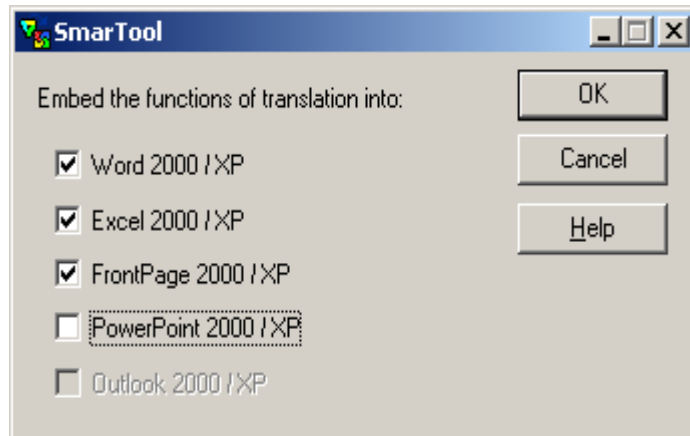 SmarTool
Embed the functions of translation into:
OK
Word 2000 / XP
Cancel
Excel 2000 / XP
Help
FrontPage 2000 / XP
PowerPoint 2000 / XP
Outlook 2000 / XP